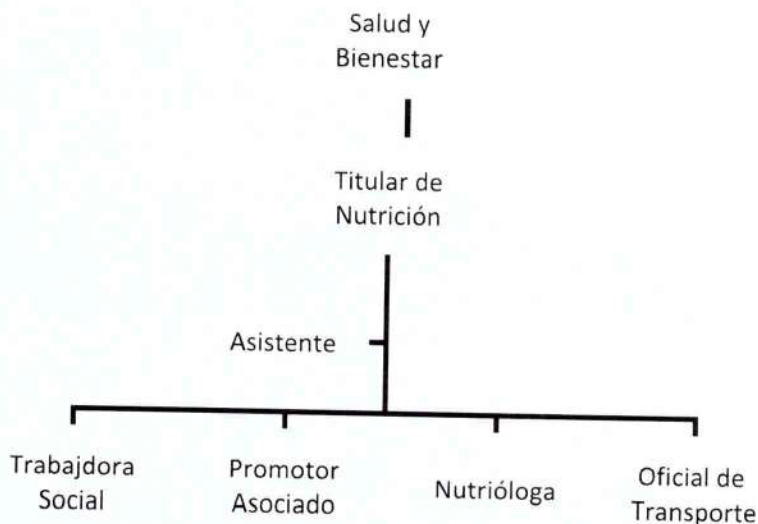 Salud y
Bienestar
Titular de
Nutrición
Asistente
Trabajdora
Social
Promotor
Asociado
Nutrióloga
Oficial de
Transporte